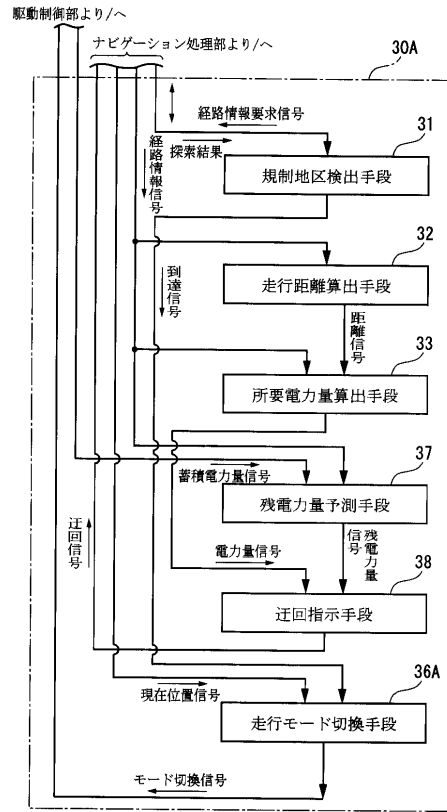 駆動制御部より/へ
ナビゲーション処理部より/へ
30A
経路情報要求信号
探索結果
経路情報信号
31
規制地区検出手段
32
走行距離算出手段
到達信号
距離信号
33
所要電力量算出手段
37
蓄積電力量信号
残電力量予測手段
迂回信号
残電力量信号
電力量信号
38
迂回指示手段
36A
現在位置信号
走行モード切換手段
モード切換信号